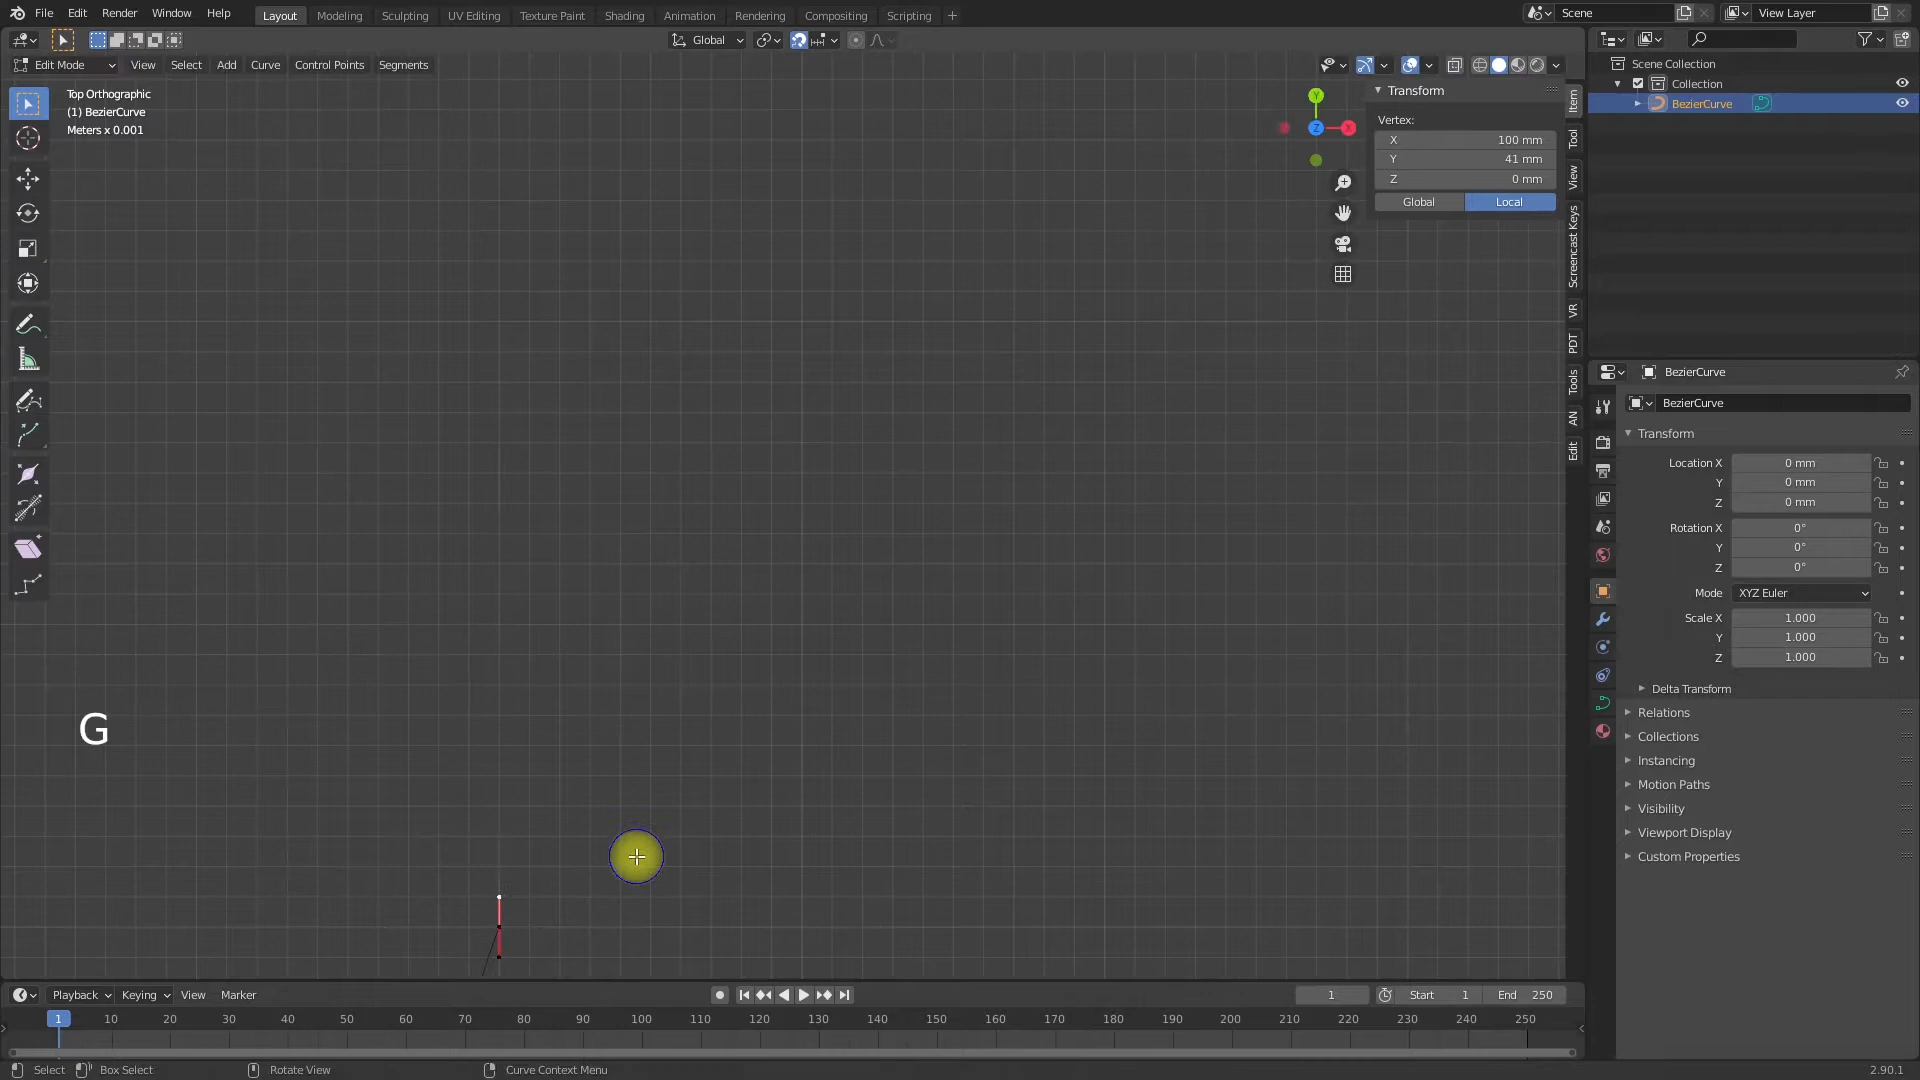 File Edit Render Window Help Layout Modeling Sculpting UV Editing Texture Paint Shading Animation Rendering Compositing Scripting + Scene View Layer
Global
Edit Mode View Select Add Curve Control Points Segments
Scene Collection
Collection
BezierCurve
Top Orthographic
(1) BezierCurve
Meters x 0.001
Y
Z
X
Transform
Vertex:
X 100 mm
Y 41 mm
Z 0 mm
Global Local
Item
Tool
View
Screencast Keys
VR
PDT
Tools
AN
Edit
BezierCurve
BezierCurve
Transform
Location X 0 mm
Y 0 mm
Z 0 mm
Rotation X 0°
Y 0°
Z 0°
Mode XYZ Euler
Scale X 1.000
Y 1.000
Z 1.000
Delta Transform
Relations
Collections
Instancing
Motion Paths
Visibility
Viewport Display
Custom Properties
G
Playback Keying View Marker 1 Start 1 End 250
1 10 20 30 40 50 60 70 80 90 100 110 120 130 140 150 160 170 180 190 200 210 220 230 240 250
Select Box Select Rotate View Curve Context Menu 2.90.1